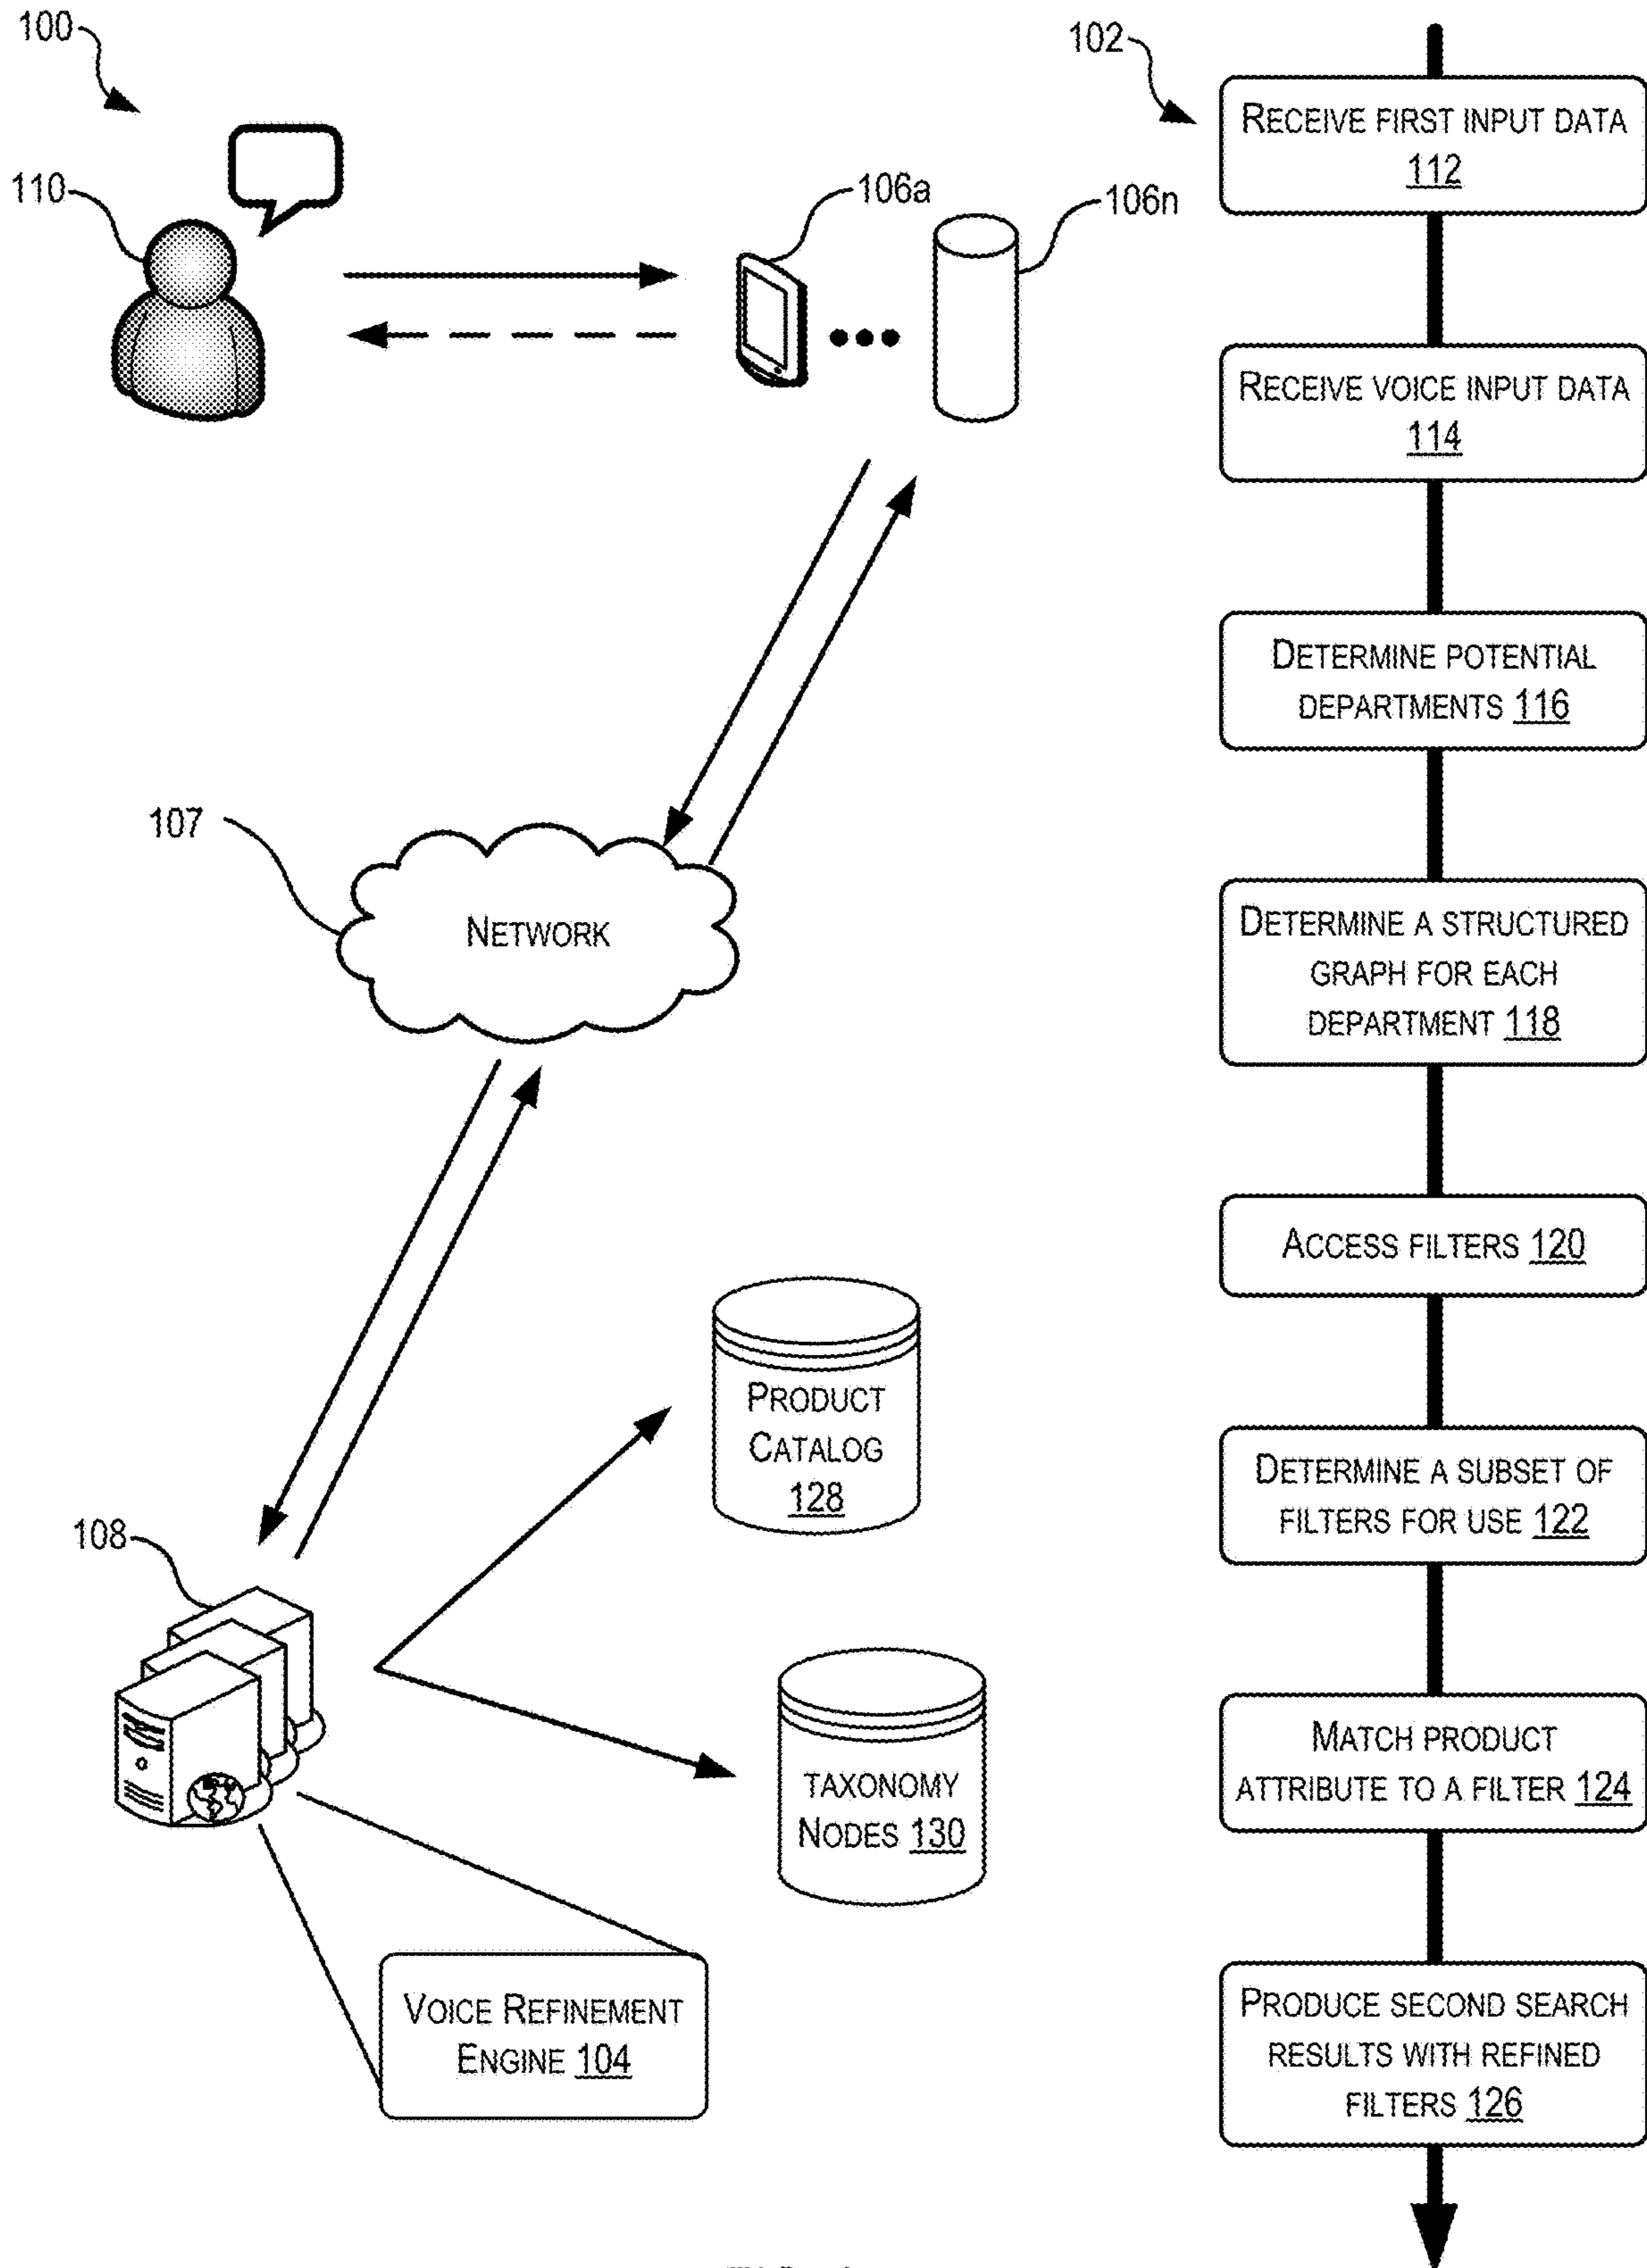 100
110
106a
106n
107
NETWORK
108
PRODUCT
CATALOG
128
TAXONOMY
NODES 130
VOICE REFINEMENT
ENGINE 104
102
RECEIVE FIRST INPUT DATA
112
RECEIVE VOICE INPUT DATA
114
DETERMINE POTENTIAL
DEPARTMENTS 116
DETERMINE A STRUCTURED
GRAPH FOR EACH
DEPARTMENT 118
ACCESS FILTERS 120
DETERMINE A SUBSET OF
FILTERS FOR USE 122
MATCH PRODUCT
ATTRIBUTE TO A FILTER 124
PRODUCE SECOND SEARCH
RESULTS WITH REFINED
FILTERS 126